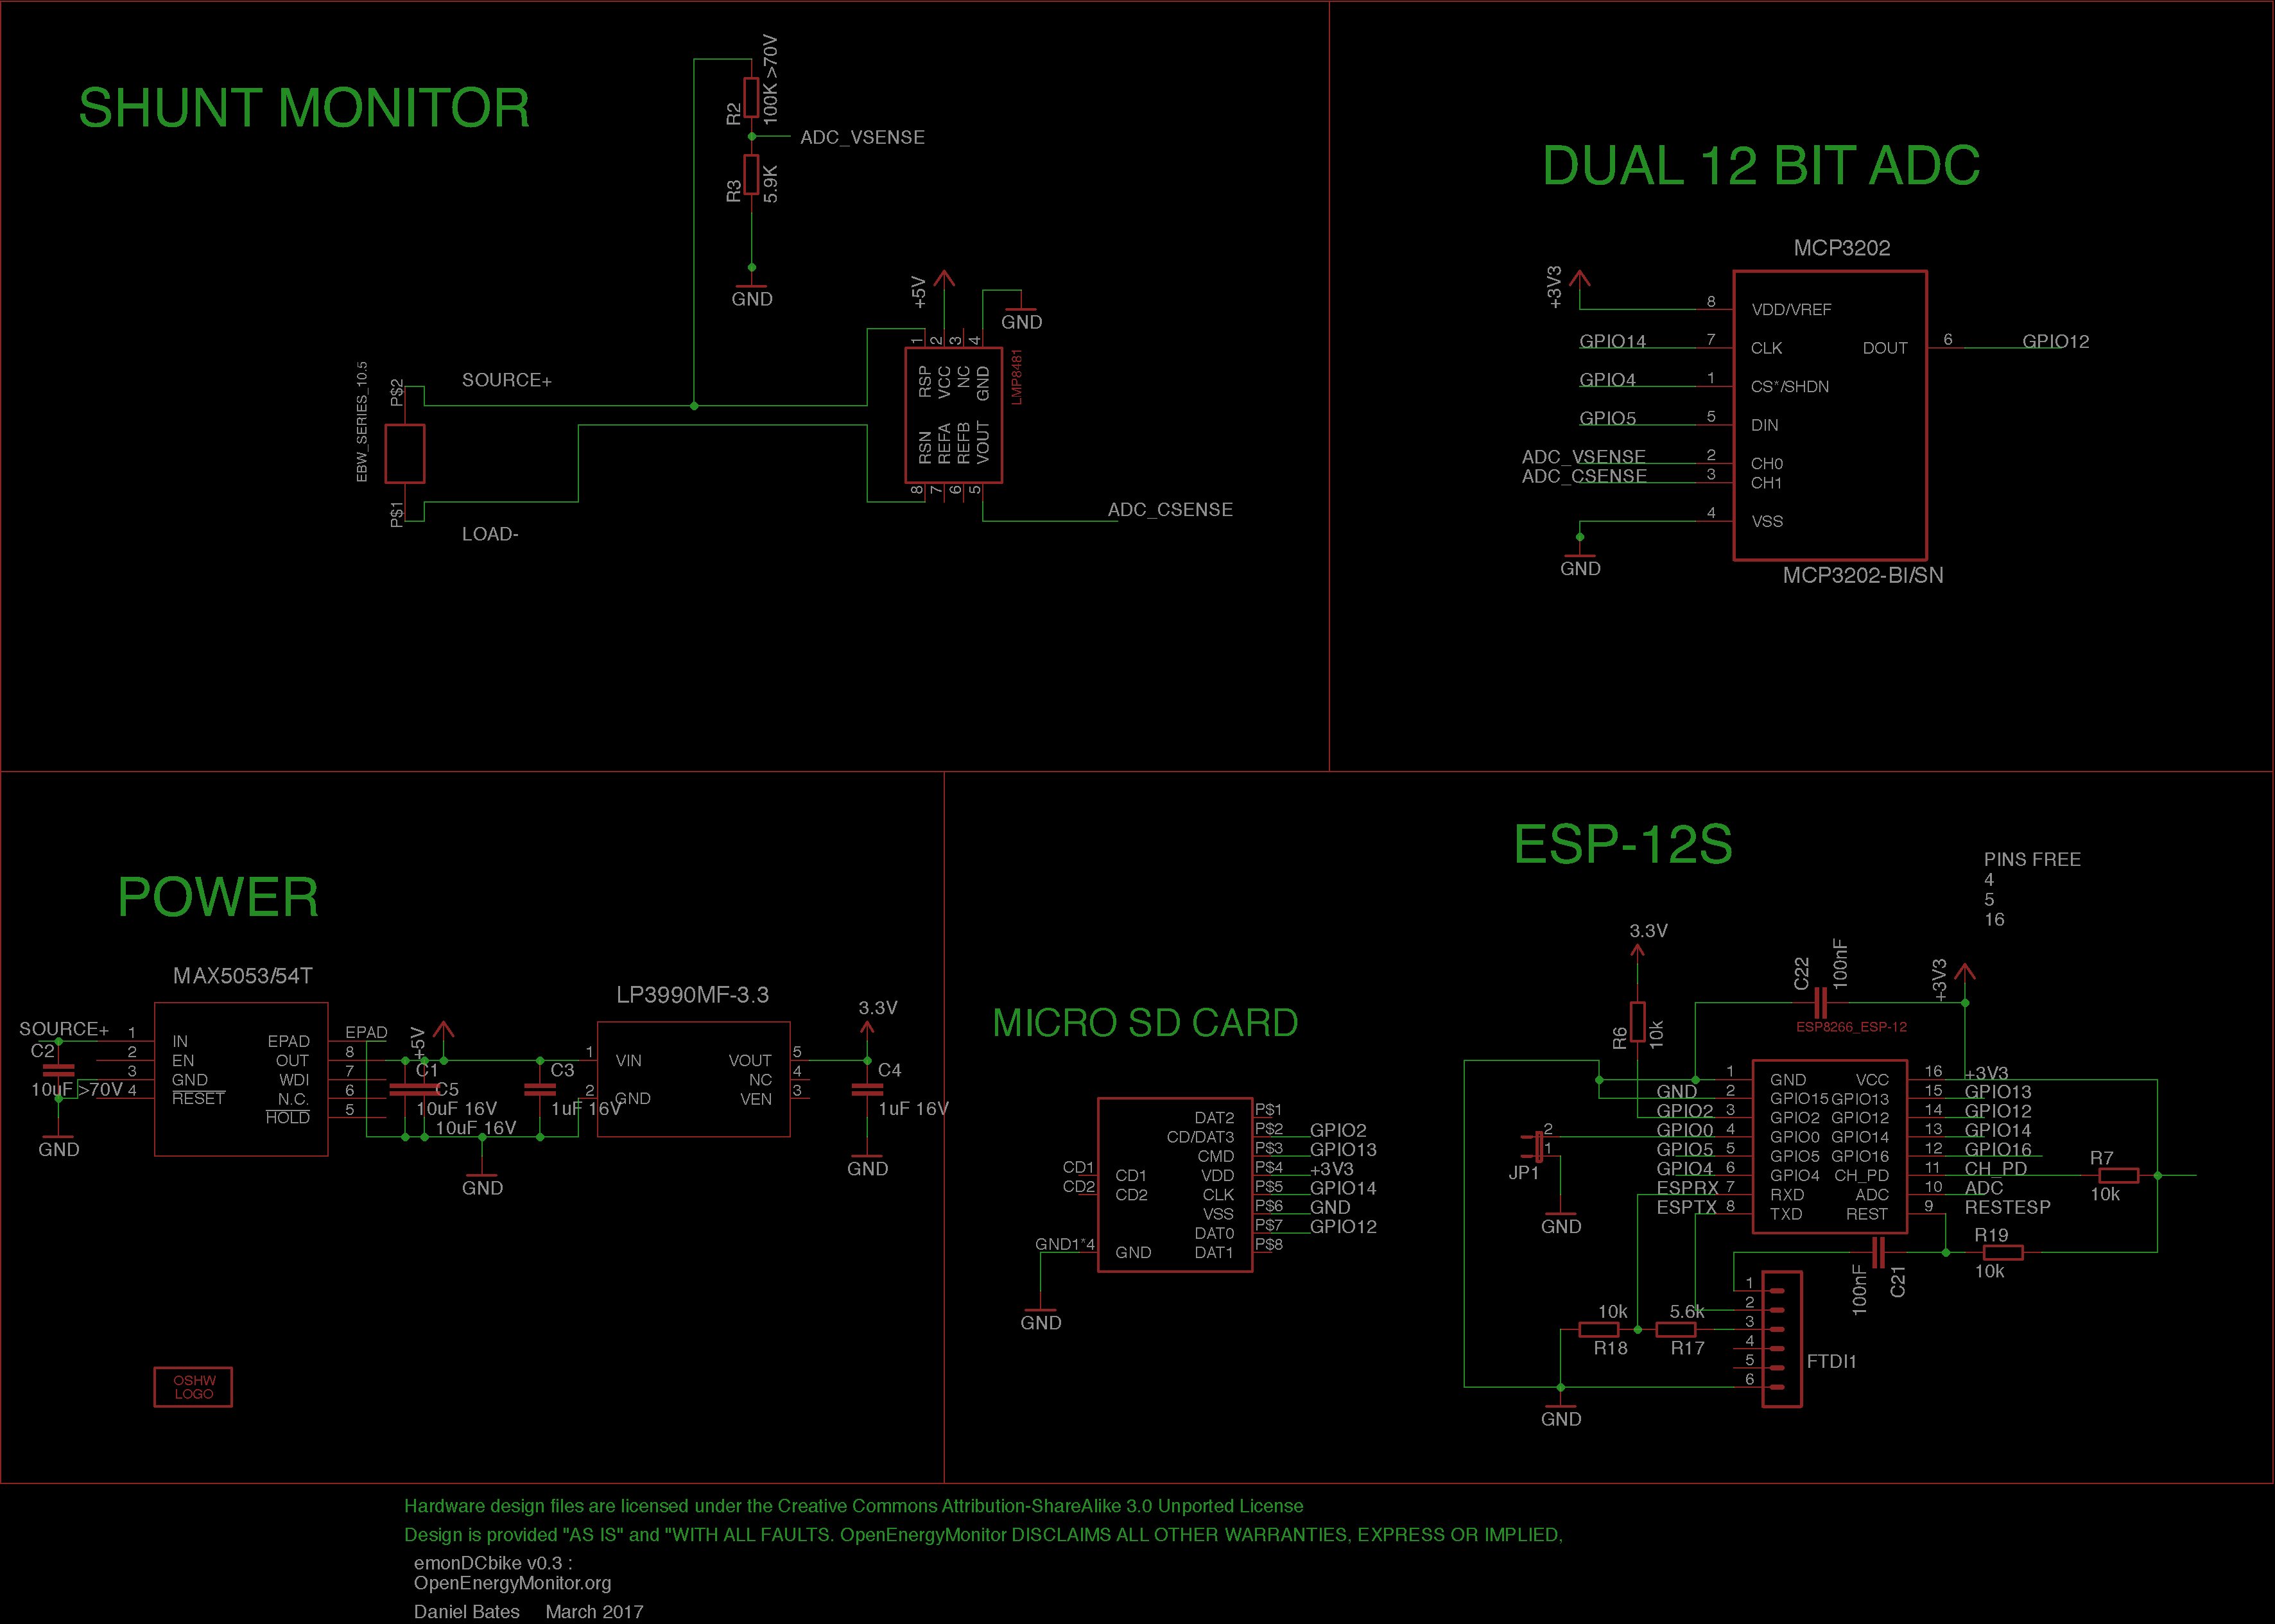 SHUNT MONITOR
R2
100K >70V
ADC_VSENSE
R3
5.9K
GND
+5V
GND
1
2
3
4
RSP
VCC
NC
GND
LMP8481
RSN
REFA
REFB
VOUT
8
7
6
5
ADC_CSENSE
EBW_SERIES_10.5
P$2
P$1
SOURCE+
LOAD-
DUAL 12 BIT ADC
MCP3202
+3V3
8 VDD/VREF
GPIO14 7 CLK
DOUT 6 GPIO12
GPIO4 1 CS*/SHDN
GPIO5 5 DIN
ADC_VSENSE 2 CH0
ADC_CSENSE 3 CH1
4 VSS
GND
MCP3202-BI/SN
POWER
MAX5053/54T
SOURCE+ 1 IN
2 EN
3 GND
4 RESET
C2
10uF >70V
GND
EPAD EPAD
OUT 8
WDI 7
N.C. 6
HOLD 5
+5V
C1
C5
10uF 16V
10uF 16V
GND
C3
1uF 16V
LP3990MF-3.3
1 VIN
2 GND
VOUT 5
NC 4
VEN 3
3.3V
C4
1uF 16V
GND
OSHW
LOGO
MICRO SD CARD
DAT2 P$1
CD/DAT3 P$2 GPIO2
CMD P$3 GPIO13
VDD P$4 +3V3
CLK P$5 GPIO14
VSS P$6 GND
DAT0 P$7 GPIO12
DAT1 P$8
CD1 CD1
CD2 CD2
GND1*4 GND
GND
ESP-12S
PINS FREE
4
5
16
3.3V
R6
10k
C22
100nF
+3V3
ESP8266_ESP-12
1 GND
GND 2 GPIO15
GPIO2 3 GPIO2
GPIO0 4 GPIO0
GPIO5 5 GPIO5
GPIO4 6 GPIO4
ESPRX 7 RXD
ESPTX 8 TXD
VCC 16 +3V3
GPIO13 15 GPIO13
GPIO12 14 GPIO12
GPIO14 13 GPIO14
GPIO16 12 GPIO16
CH_PD 11 CH_PD
ADC 10 ADC
REST 9 RESTESP
R7
10k
R19
10k
2
1
JP1
GND
100nF
C21
10k
R18
5.6k
R17
1
2
3
4
5
6
FTDI1
GND
Hardware design files are licensed under the Creative Commons Attribution-ShareAlike 3.0 Unported License
Design is provided "AS IS" and "WITH ALL FAULTS. OpenEnergyMonitor DISCLAIMS ALL OTHER WARRANTIES, EXPRESS OR IMPLIED,
emonDCbike v0.3 :
OpenEnergyMonitor.org
Daniel Bates March 2017